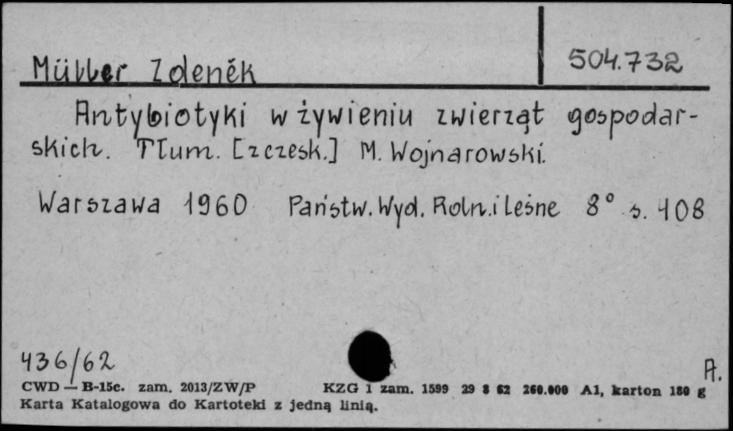 Müller Zdeněk 504.732
Antybiotyki w żywieniu zwierząt gospodar-
skich. Tłum. [zczesk.] M. Wojnarowski.
Warszawa 1960 Państw. Wyd. Roln. i Leśne 8° s. 408
436/62
A.
CWD — B-15c. zam. 2013/ZW/P KZG 1 zam. 1599 29 8 62 260.000 A1, karton 180 g
Karta Katalogowa do Kartoteki z jedną linią.